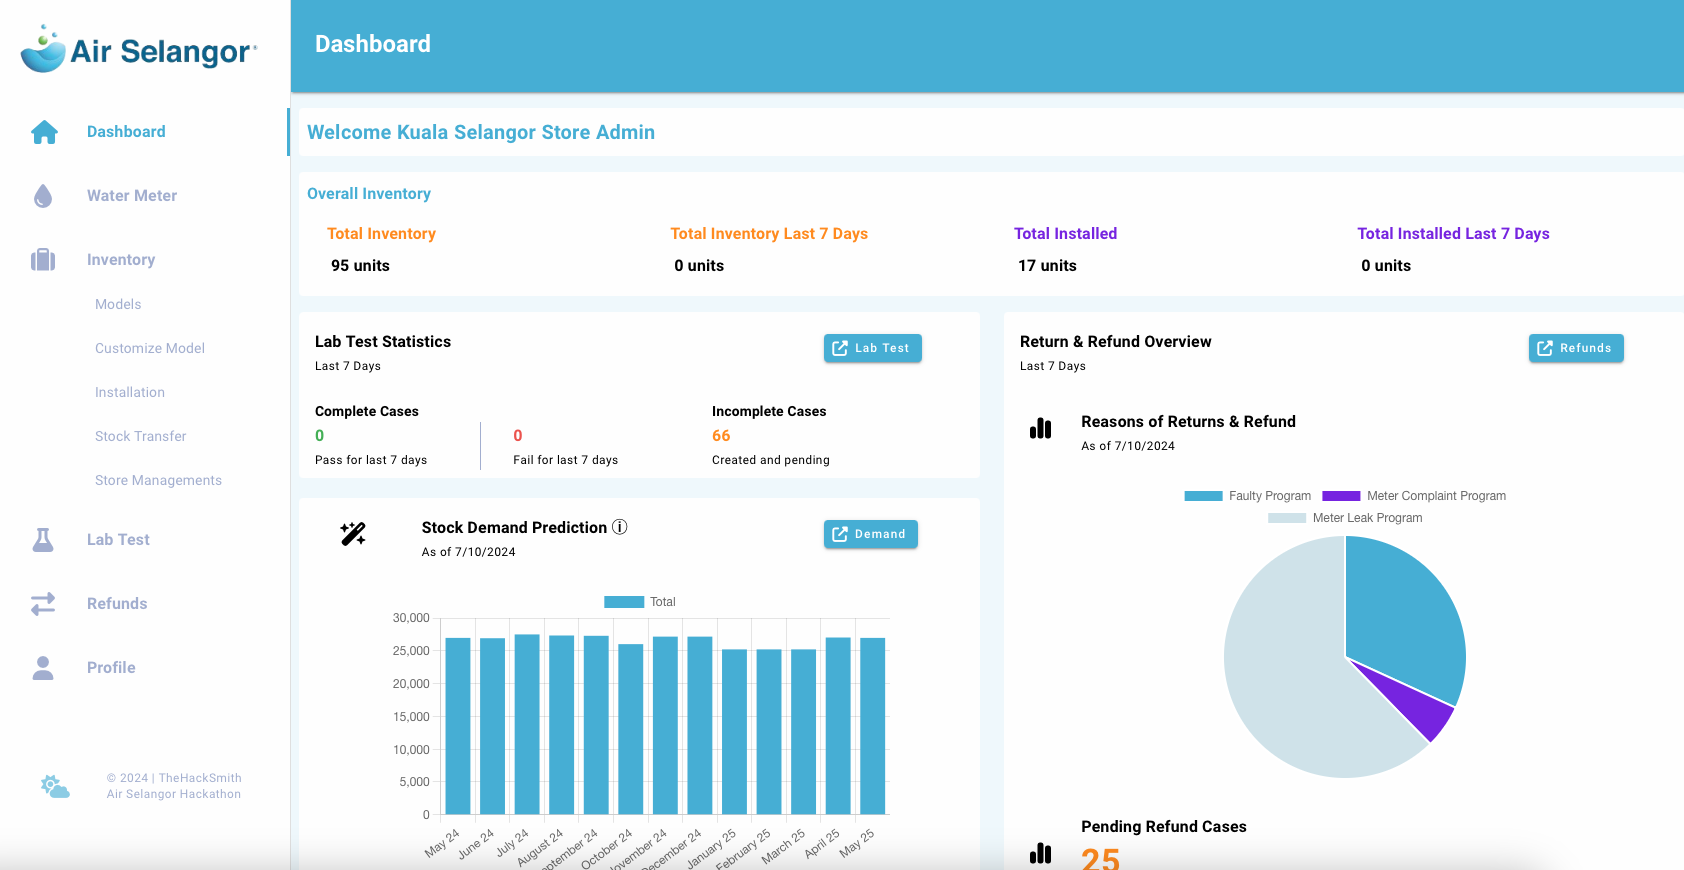 Air Selangor
Dashboard
Water Meter
Inventory
Models
Customize Model
Installation
Stock Transfer
Store Managements
Lab Test
Refunds
Profile
© 2024 | TheHackSmith
Air Selangor Hackathon
Dashboard
Welcome Kuala Selangor Store Admin
Overall Inventory
Total Inventory
95 units
Total Inventory Last 7 Days
0 units
Total Installed
17 units
Total Installed Last 7 Days
0 units
Lab Test Statistics
Last 7 Days
Lab Test
Complete Cases
0
Pass for last 7 days
0
Fail for last 7 days
Incomplete Cases
66
Created and pending
Stock Demand Prediction
As of 7/10/2024
Demand
Total
30,000
25,000
20,000
15,000
10,000
5,000
0
May 24
June 24
July 24
August 24
eptember 24
October 24
ovember 24
ecember 24
January 25
February 25
March 25
April 25
May 25
Return & Refund Overview
Last 7 Days
Refunds
Reasons of Returns & Refund
As of 7/10/2024
Faulty Program
Meter Complaint Program
Meter Leak Program
Pending Refund Cases
25